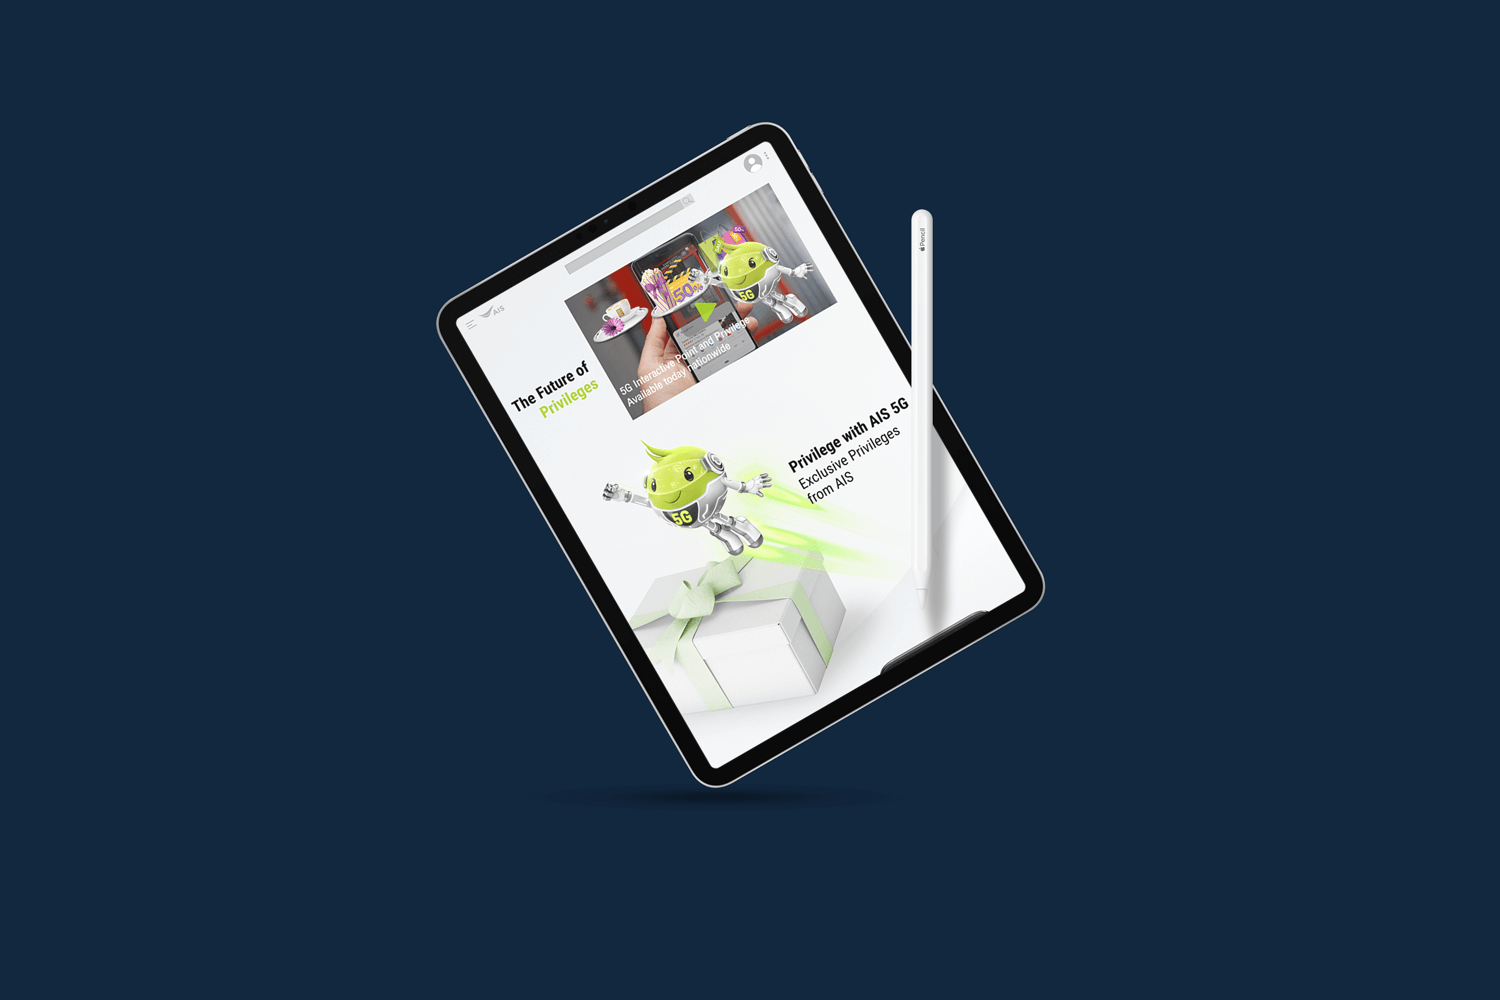 AIS
The Future of
Privileges
50%
50%
5G
5G Interactive Point and Privilege
Available today nationwide
Privilege with AIS 5G
Exclusive Privileges
from AIS
5G
Pencil